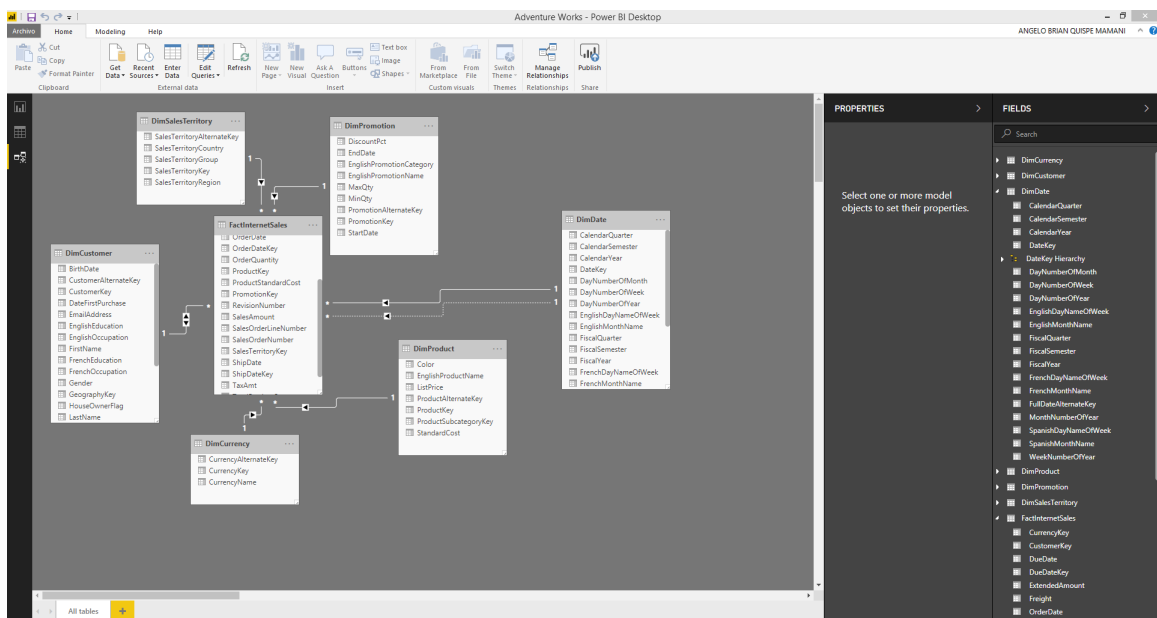 Adventure Works - Power BI Desktop
Archivo Home Modeling Help
ANGELO BRIAN QUISPE MAMANI
Paste
Cut
Copy
Format Painter
Clipboard
Get Data
Recent Sources
Enter Data
Edit Queries
Refresh
External data
New Page
New Visual
Ask A Question
Buttons
Text box
Image
Shapes
Insert
From Marketplace
From File
Custom visuals
Switch Theme
Themes
Manage Relationships
Relationships
Publish
Share
DimSalesTerritory
SalesTerritoryAlternateKey
SalesTerritoryCountry
SalesTerritoryGroup
SalesTerritoryKey
SalesTerritoryRegion
1
DimPromotion
DiscountPct
EndDate
EnglishPromotionCategory
EnglishPromotionName
MaxQty
MinQty
PromotionAlternateKey
PromotionKey
StartDate
1
DimCustomer
BirthDate
CustomerAlternateKey
CustomerKey
DateFirstPurchase
EmailAddress
EnglishEducation
EnglishOccupation
FirstName
FrenchEducation
FrenchOccupation
Gender
GeographyKey
HouseOwnerFlag
LastName
1
FactInternetSales
OrderDate
OrderDateKey
OrderQuantity
ProductKey
ProductStandardCost
PromotionKey
RevisionNumber
SalesAmount
SalesOrderLineNumber
SalesOrderNumber
SalesTerritoryKey
ShipDate
ShipDateKey
TaxAmt
DimDate
CalendarQuarter
CalendarSemester
CalendarYear
DateKey
DayNumberOfMonth
DayNumberOfWeek
DayNumberOfYear
EnglishDayNameOfWeek
EnglishMonthName
FiscalQuarter
FiscalSemester
FiscalYear
FrenchDayNameOfWeek
FrenchMonthName
1
1
DimProduct
Color
EnglishProductName
ListPrice
ProductAlternateKey
ProductKey
ProductSubcategoryKey
StandardCost
1
DimCurrency
CurrencyAlternateKey
CurrencyKey
CurrencyName
1
All tables
PROPERTIES
Select one or more model
objects to set their properties.
FIELDS
Search
DimCurrency
DimCustomer
DimDate
CalendarQuarter
CalendarSemester
CalendarYear
DateKey
DateKey Hierarchy
DayNumberOfMonth
DayNumberOfWeek
DayNumberOfYear
EnglishDayNameOfWeek
EnglishMonthName
FiscalQuarter
FiscalSemester
FiscalYear
FrenchDayNameOfWeek
FrenchMonthName
FullDateAlternateKey
MonthNumberOfYear
SpanishDayNameOfWeek
SpanishMonthName
WeekNumberOfYear
DimProduct
DimPromotion
DimSalesTerritory
FactInternetSales
CurrencyKey
CustomerKey
DueDate
DueDateKey
ExtendedAmount
Freight
OrderDate